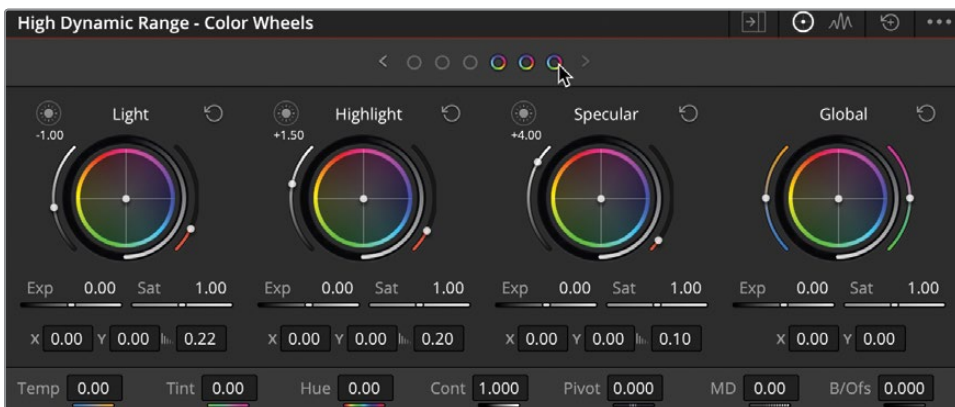 High Dynamic Range - Color Wheels
Light Highlight Specular Global
-1.00 +1.50 +4.00
Exp 0.00 Sat 1.00 Exp 0.00 Sat 1.00 Exp 0.00 Sat 1.00 Exp 0.00 Sat 1.00
X 0.00 Y 0.00 0.22 X 0.00 Y 0.00 0.20 X 0.00 Y 0.00 0.10 X 0.00 Y 0.00
Temp 0.00 Tint 0.00 Hue 0.00 Cont 1.000 Pivot 0.000 MD 0.00 B/Ofs 0.000